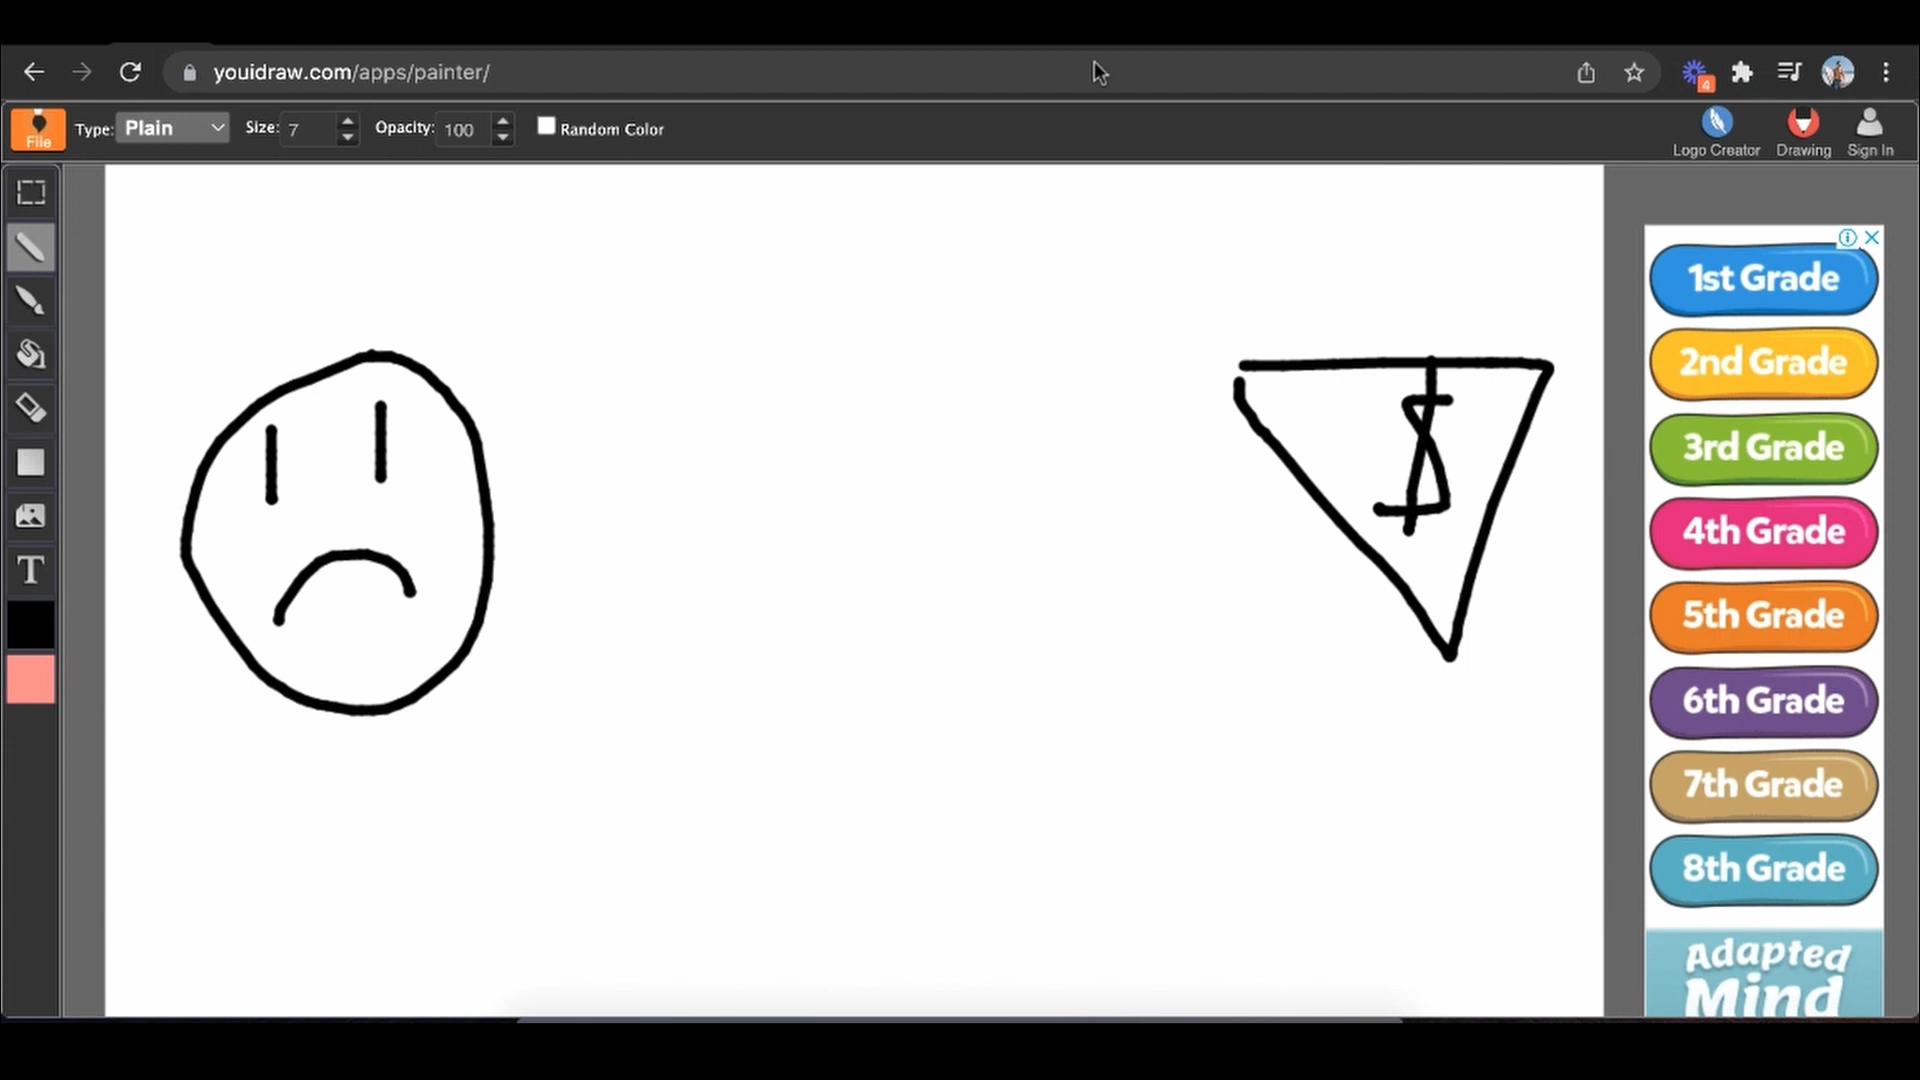 youidraw.com/apps/painter/
4
File
Type: Plain
Size: 7
Opacity: 100
Random Color
Logo Creator
Drawing
Sign In
T
$
1st Grade
2nd Grade
3rd Grade
4th Grade
5th Grade
6th Grade
7th Grade
8th Grade
Adapted
Mind